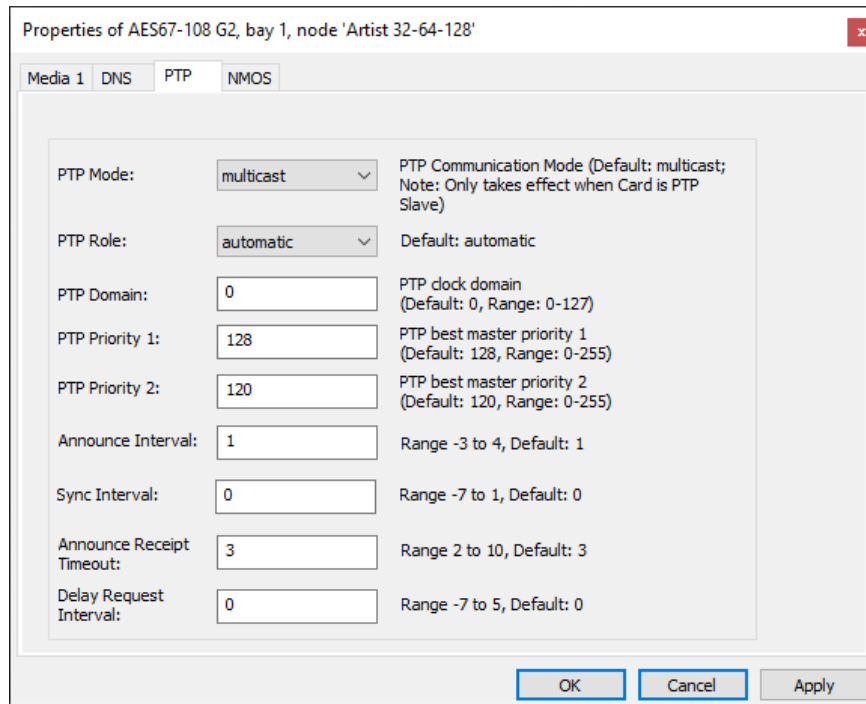 Properties of AES67-108 G2, bay 1, node 'Artist 32-64-128'
x
Media 1 DNS PTP NMOS
PTP Mode: multicast PTP Communication Mode (Default: multicast;
Note: Only takes effect when Card is PTP
Slave)
PTP Role: automatic Default: automatic
PTP Domain: 0 PTP clock domain
(Default: 0, Range: 0-127)
PTP Priority 1: 128 PTP best master priority 1
(Default: 128, Range: 0-255)
PTP Priority 2: 120 PTP best master priority 2
(Default: 120, Range: 0-255)
Announce Interval: 1 Range -3 to 4, Default: 1
Sync Interval: 0 Range -7 to 1, Default: 0
Announce Receipt
Timeout: 3 Range 2 to 10, Default: 3
Delay Request
Interval: 0 Range -7 to 5, Default: 0
OK Cancel Apply